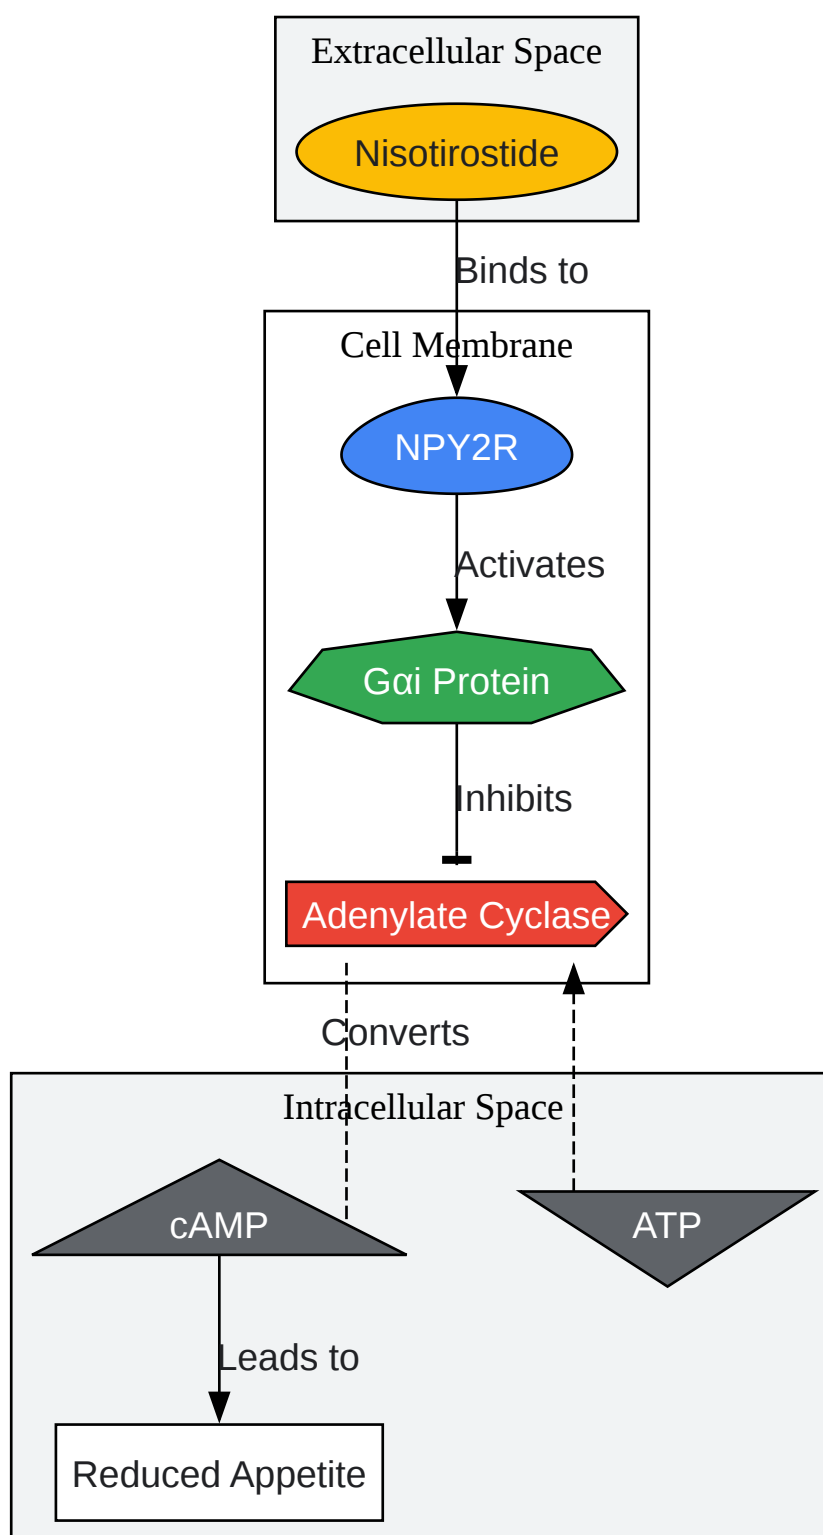 Extracellular Space
Nisotirostide
Binds to
Cell Membrane
NPY2R
Activates
Gαi Protein
Inhibits
Adenylate Cyclase
Converts
Intracellular Space
cAMP
ATP
Leads to
Reduced Appetite